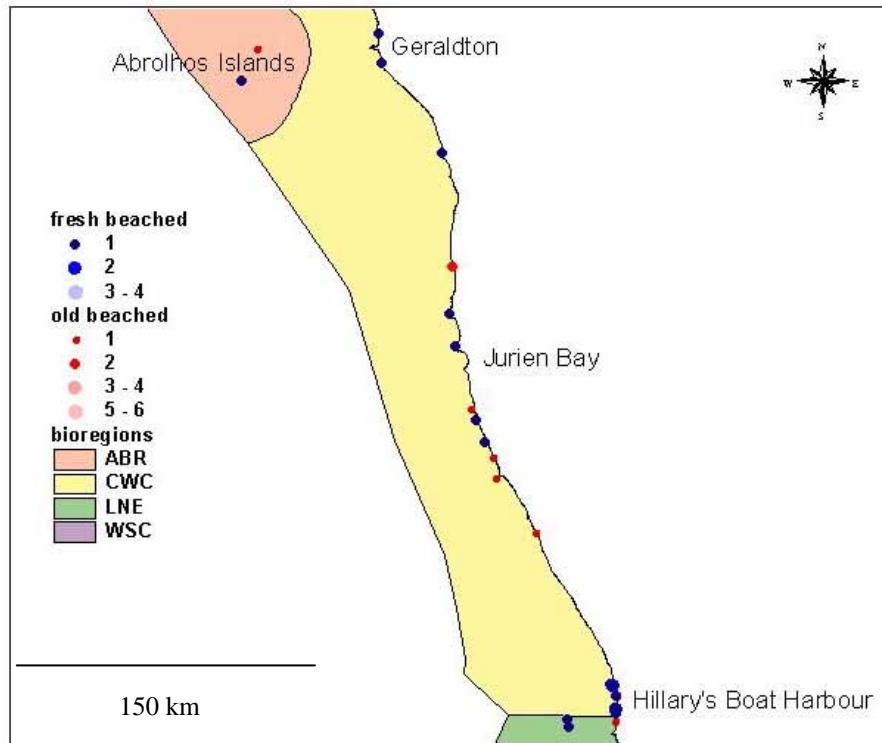 Geraldton
Abrolhos Islands
N
W E
S
fresh beached
1
2
3 - 4
old beached
1
2
3 - 4
5 - 6
bioregions
ABR
CWC
LNE
WSC
Jurien Bay
Hillary's Boat Harbour
150 km